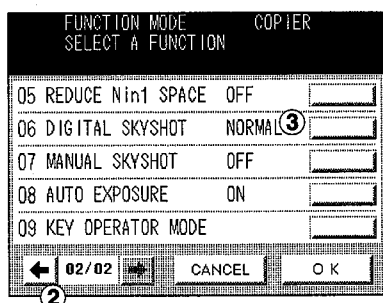 FUNCTION MODE COPIER
SELECT A FUNCTION
05 REDUCE Nin1 SPACE OFF
06 DIGITAL SKYSHOT NORMAL ③
07 MANUAL SKYSHOT OFF
08 AUTO EXPOSURE ON
09 KEY OPERATOR MODE
← 02/02 → CANCEL OK
②